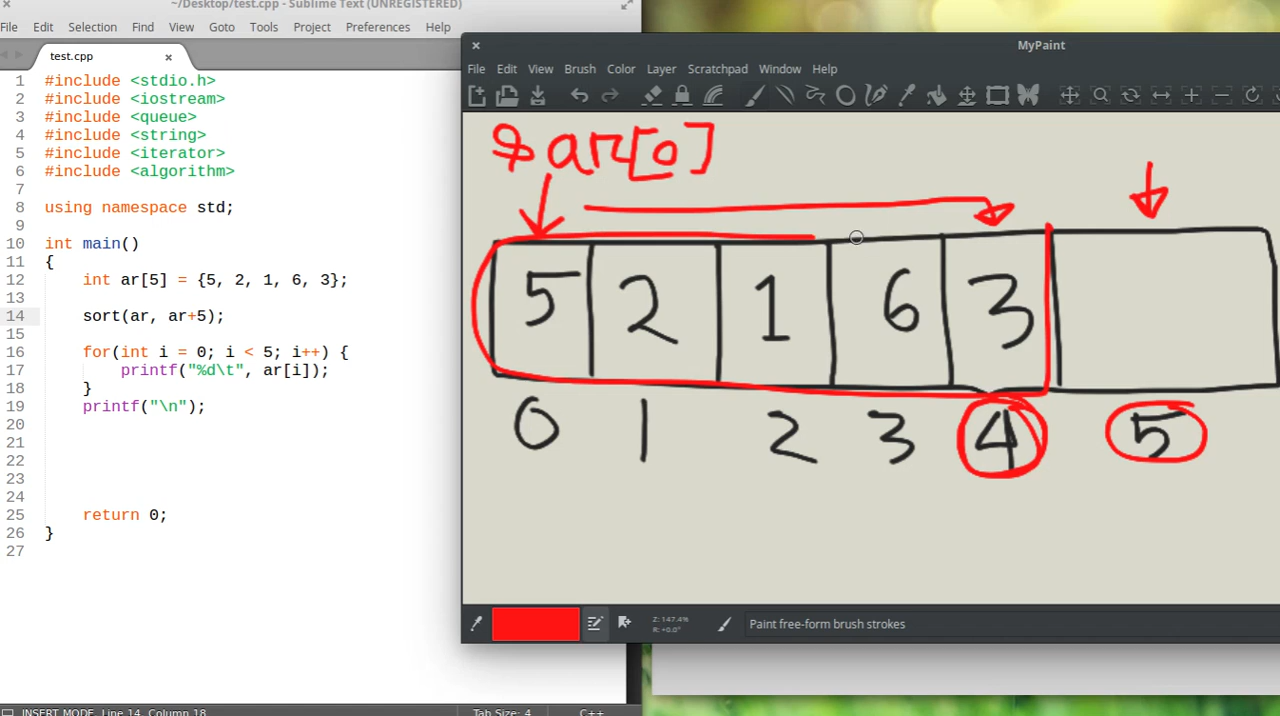 ~/Desktop/test.cpp - Sublime Text (UNREGISTERED)
File Edit Selection Find View Goto Tools Project Preferences Help
test.cpp
1 #include <stdio.h>
2 #include <iostream>
3 #include <queue>
4 #include <string>
5 #include <iterator>
6 #include <algorithm>
7
8 using namespace std;
9
10 int main()
11 {
12 int ar[5] = {5, 2, 1, 6, 3};
13
14 sort(ar, ar+5);
15
16 for(int i = 0; i < 5; i++) {
17 printf("%d\t", ar[i]);
18 }
19 printf("\n");
20
21
22
23
24
25 return 0;
26 }
27
INSERT MODE, Line 14, Column 18 Tab Size: 4 C++
MyPaint
File Edit View Brush Color Layer Scratchpad Window Help
&ar[0]
5 2 1 6 3
0 1 2 3 4 5
Z: 147.4%
R: +0.0°
Paint free-form brush strokes